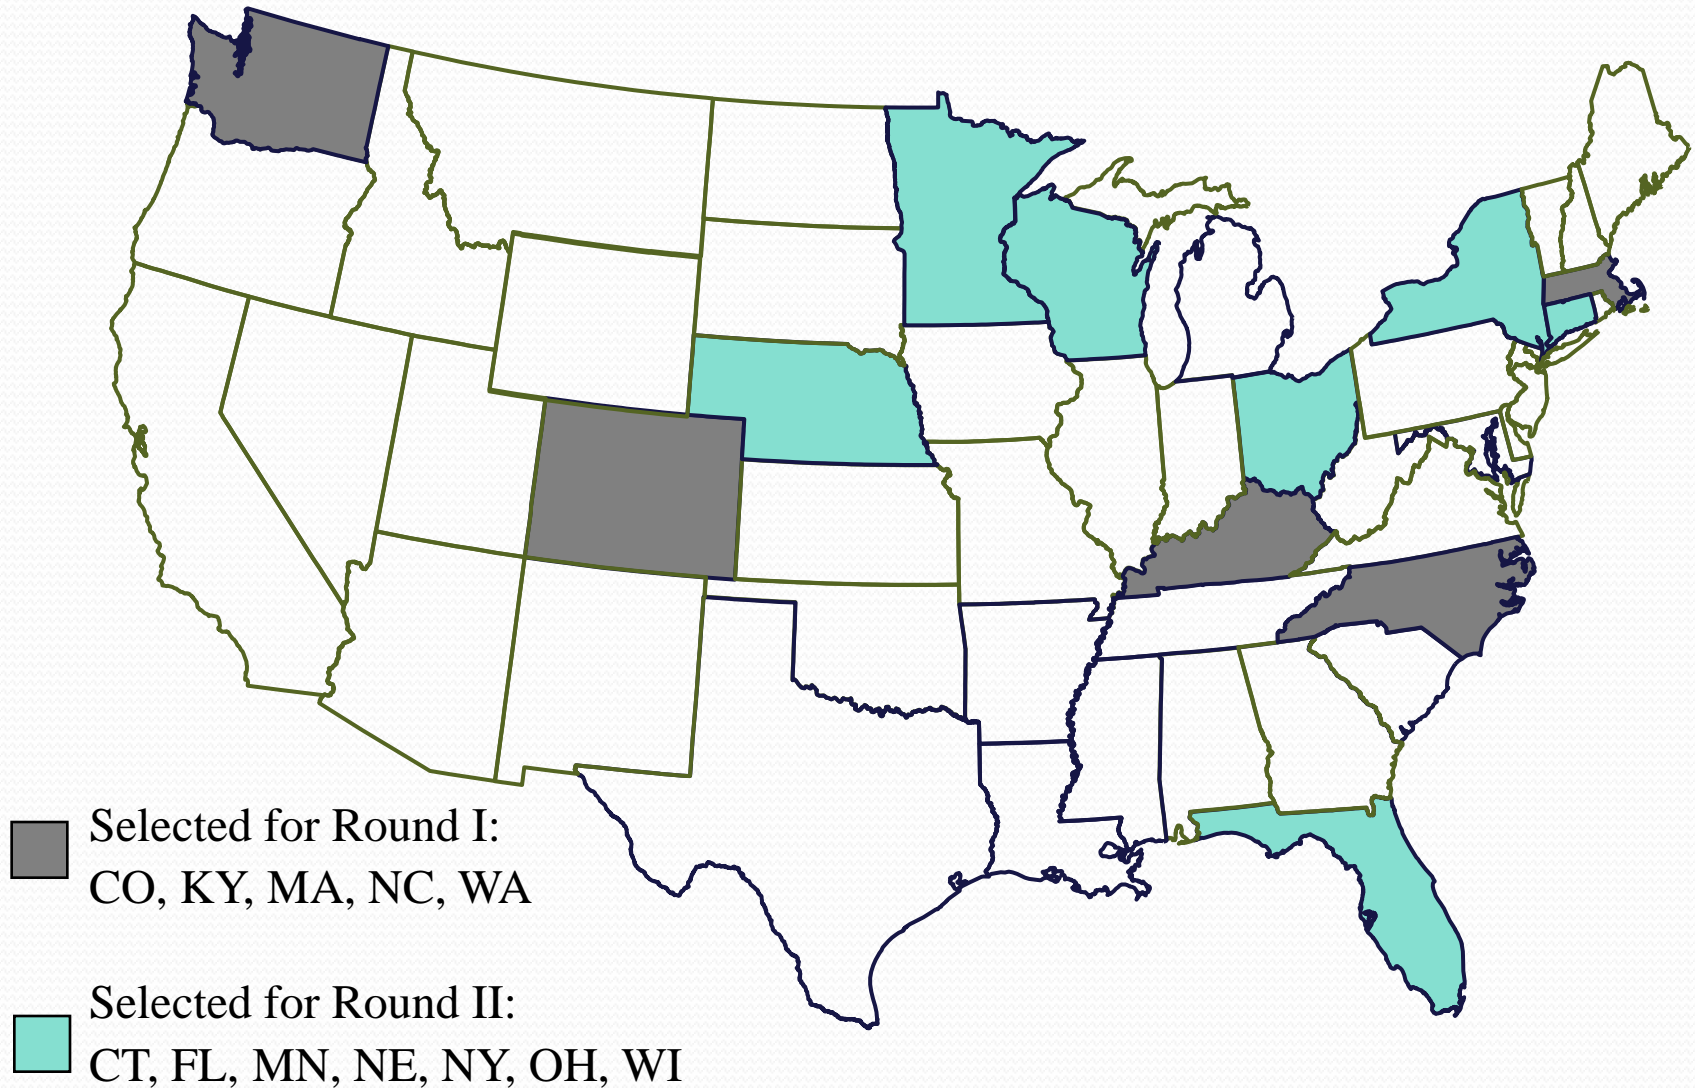 Selected for Round I:
CO, KY, MA, NC, WA
Selected for Round II:
CT, FL, MN, NE, NY, OH, WI